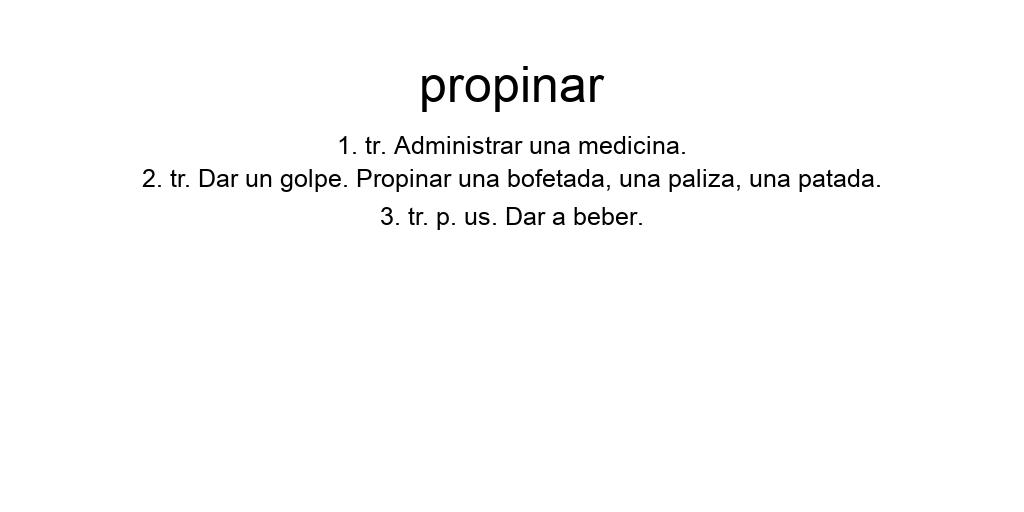 propinar
1. tr. Administrar una medicina.
2. tr. Dar un golpe. Propinar una bofetada, una paliza, una patada.
3. tr. p. us. Dar a beber.